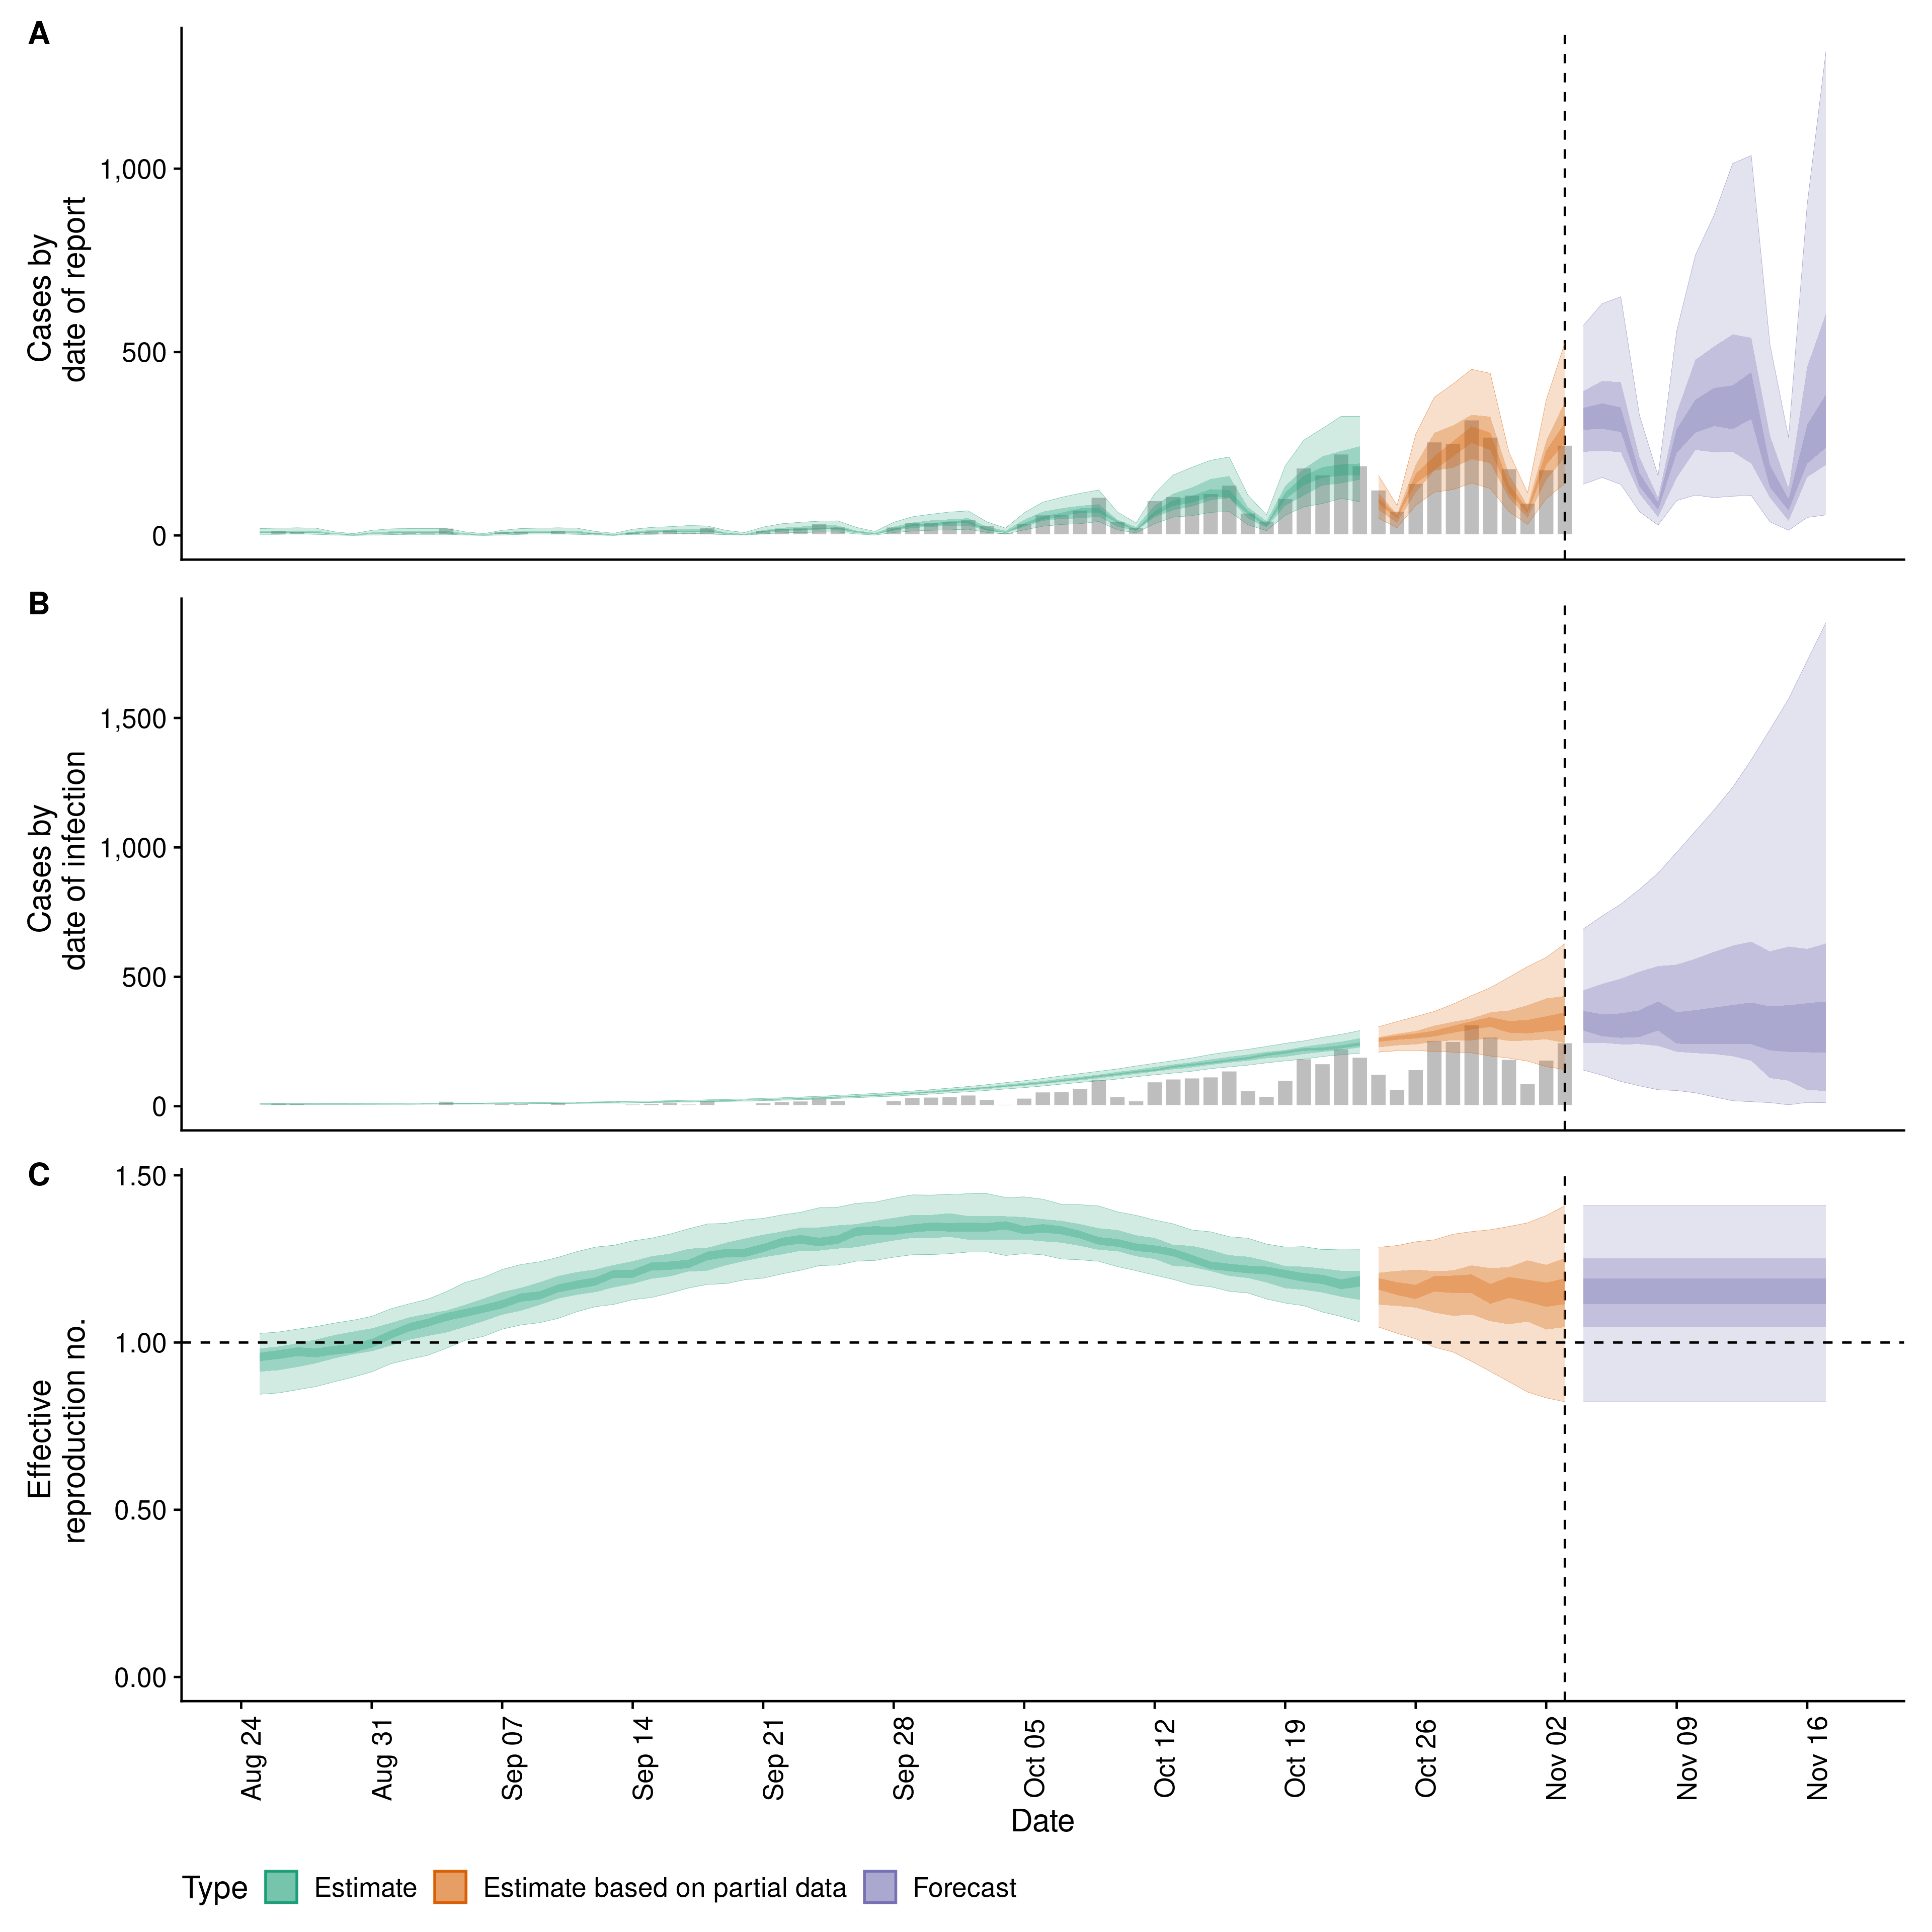 A
Cases by
date of report
1,000
500
0
B
Cases by
date of infection
1,500
1,000
500
0
C
Effective
reproduction no.
1.50
1.00
0.50
0.00
Aug 24
Aug 31
Sep 07
Sep 14
Sep 21
Sep 28
Oct 05
Oct 12
Oct 19
Oct 26
Nov 02
Nov 09
Nov 16
Date
Type Estimate Estimate based on partial data Forecast